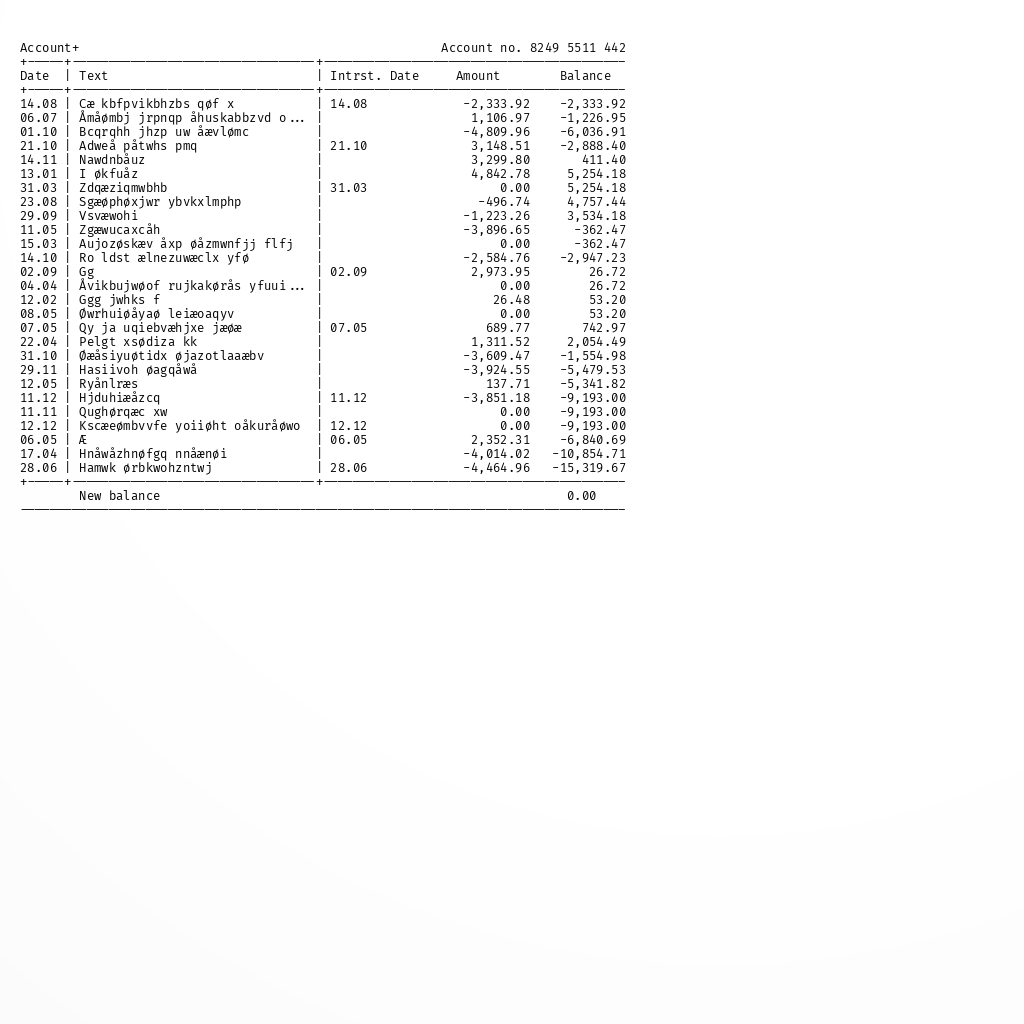 Account+ Account no. 8249 5511 442
Date | Text | Intrst. Date Amount Balance
14.08 | Cæ kbfpvikbhzbs qøf x | 14.08 -2,333.92 -2,333.92
06.07 | Åmåømbj jrpnqp åhuskabbzvd o... | 1,106.97 -1,226.95
01.10 | Bcqrqhh jhzp uw åævlømc | -4,809.96 -6,036.91
21.10 | Adweå påtwhs pmq | 21.10 3,148.51 -2,888.40
14.11 | Nawdnbåuz | 3,299.80 411.40
13.01 | I økfuåz | 4,842.78 5,254.18
31.03 | Zdqæziqmwbhb | 31.03 0.00 5,254.18
23.08 | Sgæøphøxjwr ybvkxlmphp | -496.74 4,757.44
29.09 | Vsvæwohi | -1,223.26 3,534.18
11.05 | Zgæwucaxcåh | -3,896.65 -362.47
15.03 | Aujozøskæv åxp øåzmwnfjj flfj | 0.00 -362.47
14.10 | Ro ldst ælnezuwæclx yfø | -2,584.76 -2,947.23
02.09 | Gg | 02.09 2,973.95 26.72
04.04 | Åvikbujwøof rujkakørås yfuui... | 0.00 26.72
12.02 | Ggg jwhks f | 26.48 53.20
08.05 | Øwrhuiøåyaø leiæoaqyv | 0.00 53.20
07.05 | Qy ja uqiebvæhjxe jæøæ | 07.05 689.77 742.97
22.04 | Pelgt xsødiza kk | 1,311.52 2,054.49
31.10 | Øæåsiyuøtidx øjazotlaaæbv | -3,609.47 -1,554.98
29.11 | Hasiivoh øagqåwå | -3,924.55 -5,479.53
12.05 | Ryånlræs | 137.71 -5,341.82
11.12 | Hjduhiæåzcq | 11.12 -3,851.18 -9,193.00
11.11 | Qughørqæc xw | 0.00 -9,193.00
12.12 | Kscæeømbvvfe yoiiøht oåkuråøwo | 12.12 0.00 -9,193.00
06.05 | Æ | 06.05 2,352.31 -6,840.69
17.04 | Hnåwåzhnøfgq nnåænøi | -4,014.02 -10,854.71
28.06 | Hamwk ørbkwohzntwj | 28.06 -4,464.96 -15,319.67
New balance 0.00